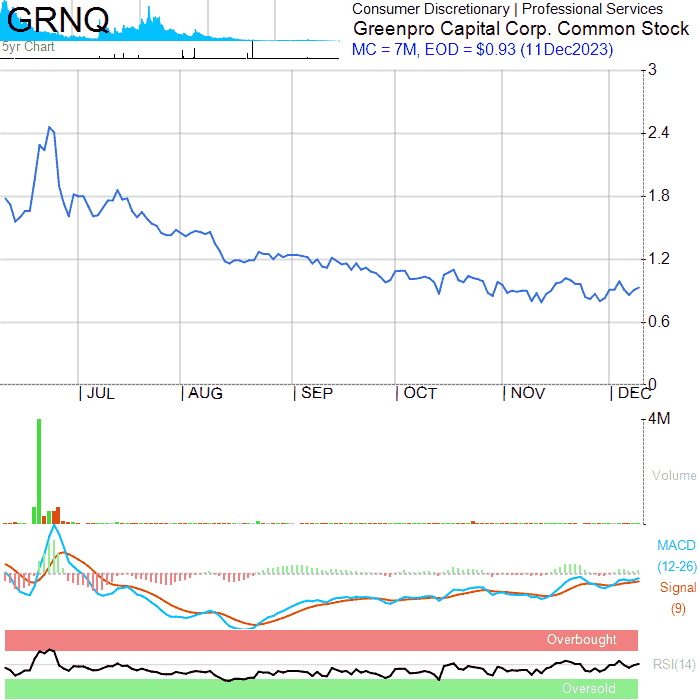 GRNQ
5yr Chart
Consumer Discretionary | Professional Services
Greenpro Capital Corp. Common Stock
MC = 7M, EOD = $0.93 (11Dec2023)
3
2.4
1.8
1.2
0.6
0
| JUL | AUG | SEP | OCT | NOV | DEC
4M
Volume
MACD
(12-26)
Signal
(9)
Overbought
RSI(14)
Oversold